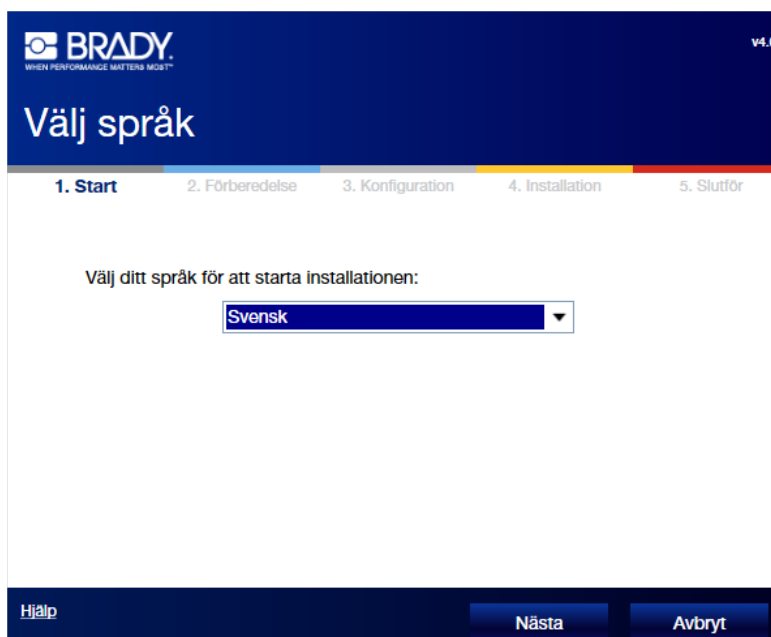 BRADY.
WHEN PERFORMANCE MATTERS MOST™
Välj språk
1. Start 2. Förberedelse 3. Konfiguration 4. Installation 5. Slutför
Välj ditt språk för att starta installationen:
Svensk
Hjälp Nästa Avbryt